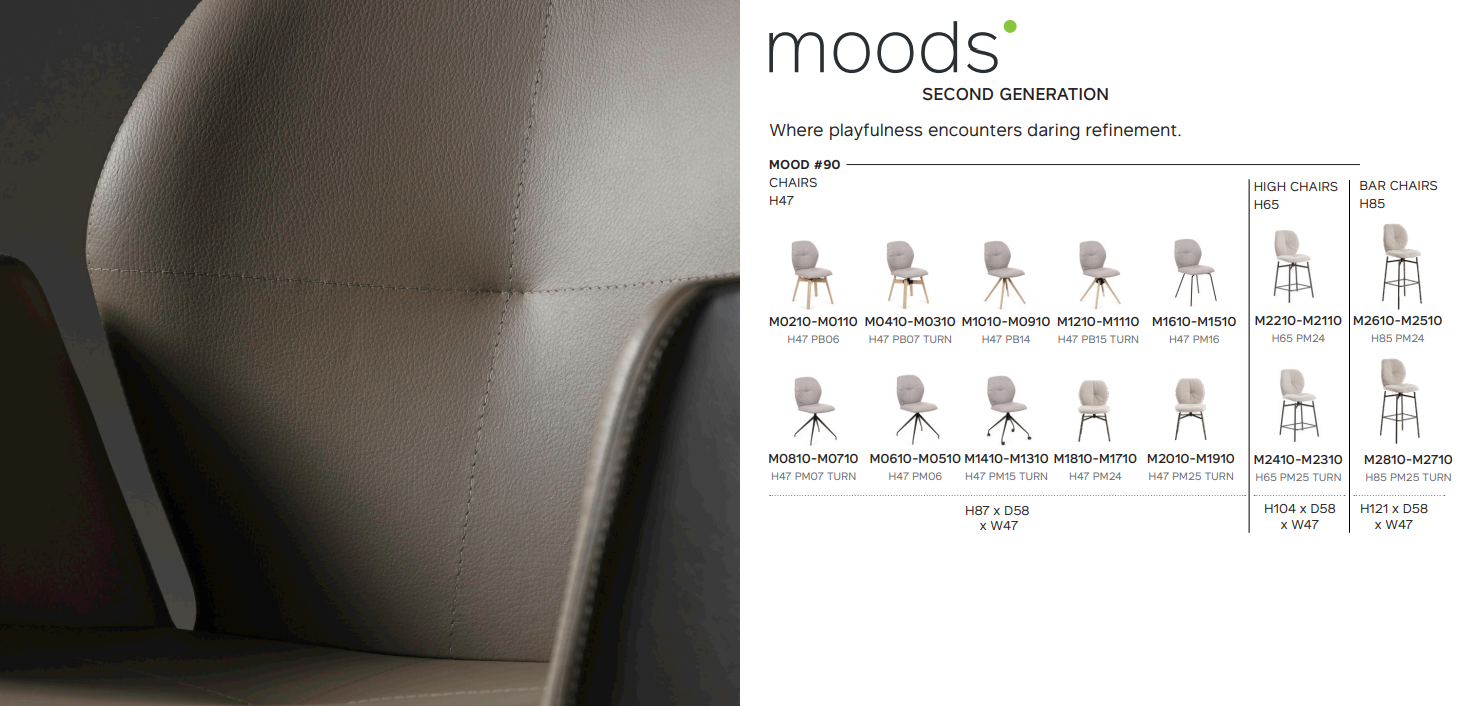 moods
SECOND GENERATION
Where playfulness encounters daring refinement.
MOOD #90
CHAIRS
H47
HIGH CHAIRS
H65
BAR CHAIRS
H85
M0210-M0110 M0410-M0310 M1010-M0910 M1210-M1110 M1610-M1510 M2210-M2110 M2610-M2510
H47 PB06 H47 PB07 TURN H47 PB14 H47 PB15 TURN H47 PM16 H65 PM24 H85 PM24
M0810-M0710 M0610-M0510 M1410-M1310 M1810-M1710 M2010-M1910 M2410-M2310 M2810-M2710
H47 PM07 TURN H47 PM06 H47 PM15 TURN H47 PM24 H47 PM25 TURN H65 PM25 TURN H85 PM25 TURN
H87 x D58
x W47
H104 x D58
x W47
H121 x D58
x W47